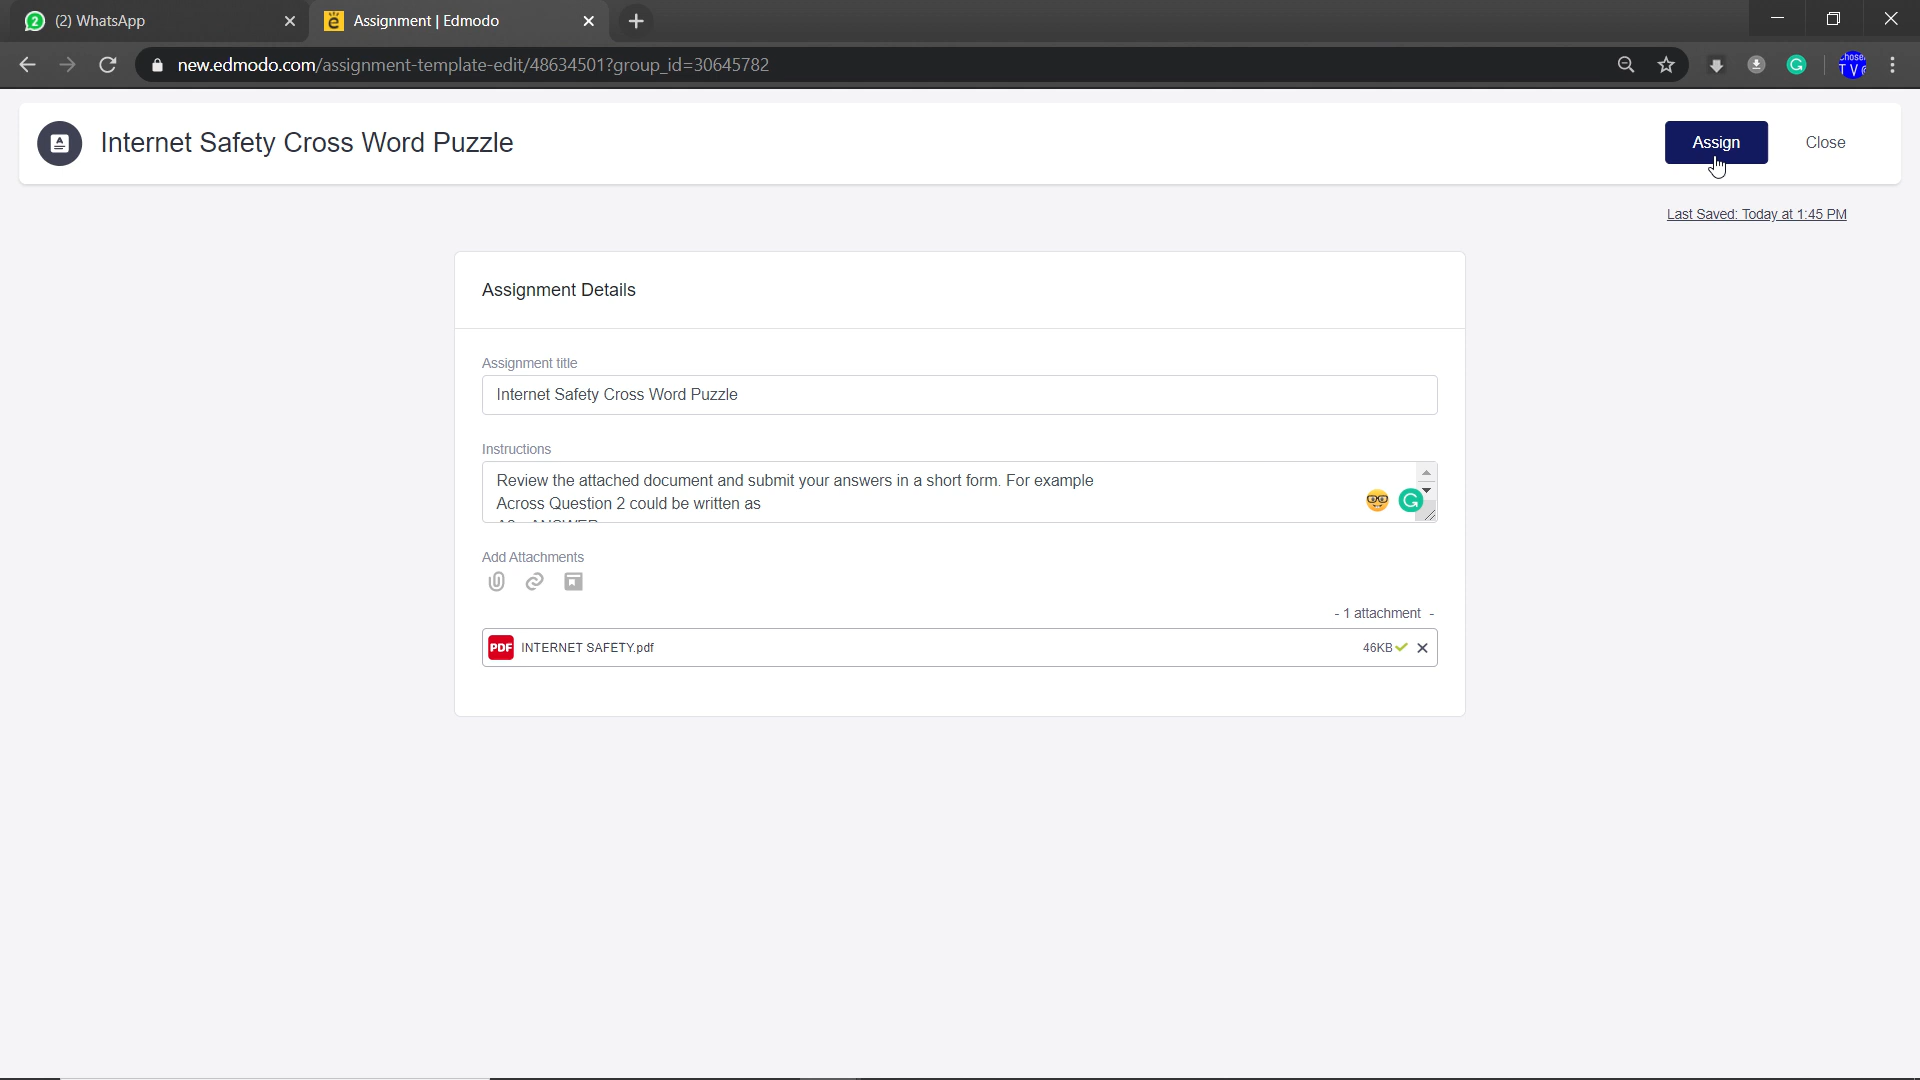 (2) WhatsApp
Assignment | Edmodo
new.edmodo.com/assignment-template-edit/48634501?group_id=30645782
Internet Safety Cross Word Puzzle
Assign
Close
Last Saved: Today at 1:45 PM
Assignment Details
Assignment title
Internet Safety Cross Word Puzzle
Instructions
Review the attached document and submit your answers in a short form. For example
Across Question 2 could be written as
Add Attachments
- 1 attachment -
PDF INTERNET SAFETY.pdf 46KB